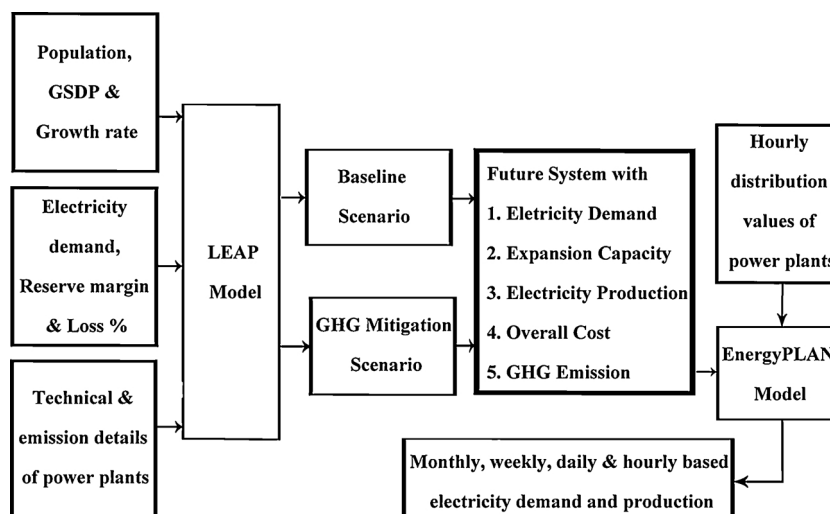 Population,
GSDP &
Growth rate
Electricity
demand,
Reserve margin
& Loss %
Technical &
emission details
of power plants
LEAP
Model
Baseline
Scenario
GHG Mitigation
Scenario
Future System with
1. Eletricity Demand
2. Expansion Capacity
3. Electricity Production
4. Overall Cost
5. GHG Emission
Hourly
distribution
values of
power plants
EnergyPLAN
Model
Monthly, weekly, daily & hourly based
electricity demand and production